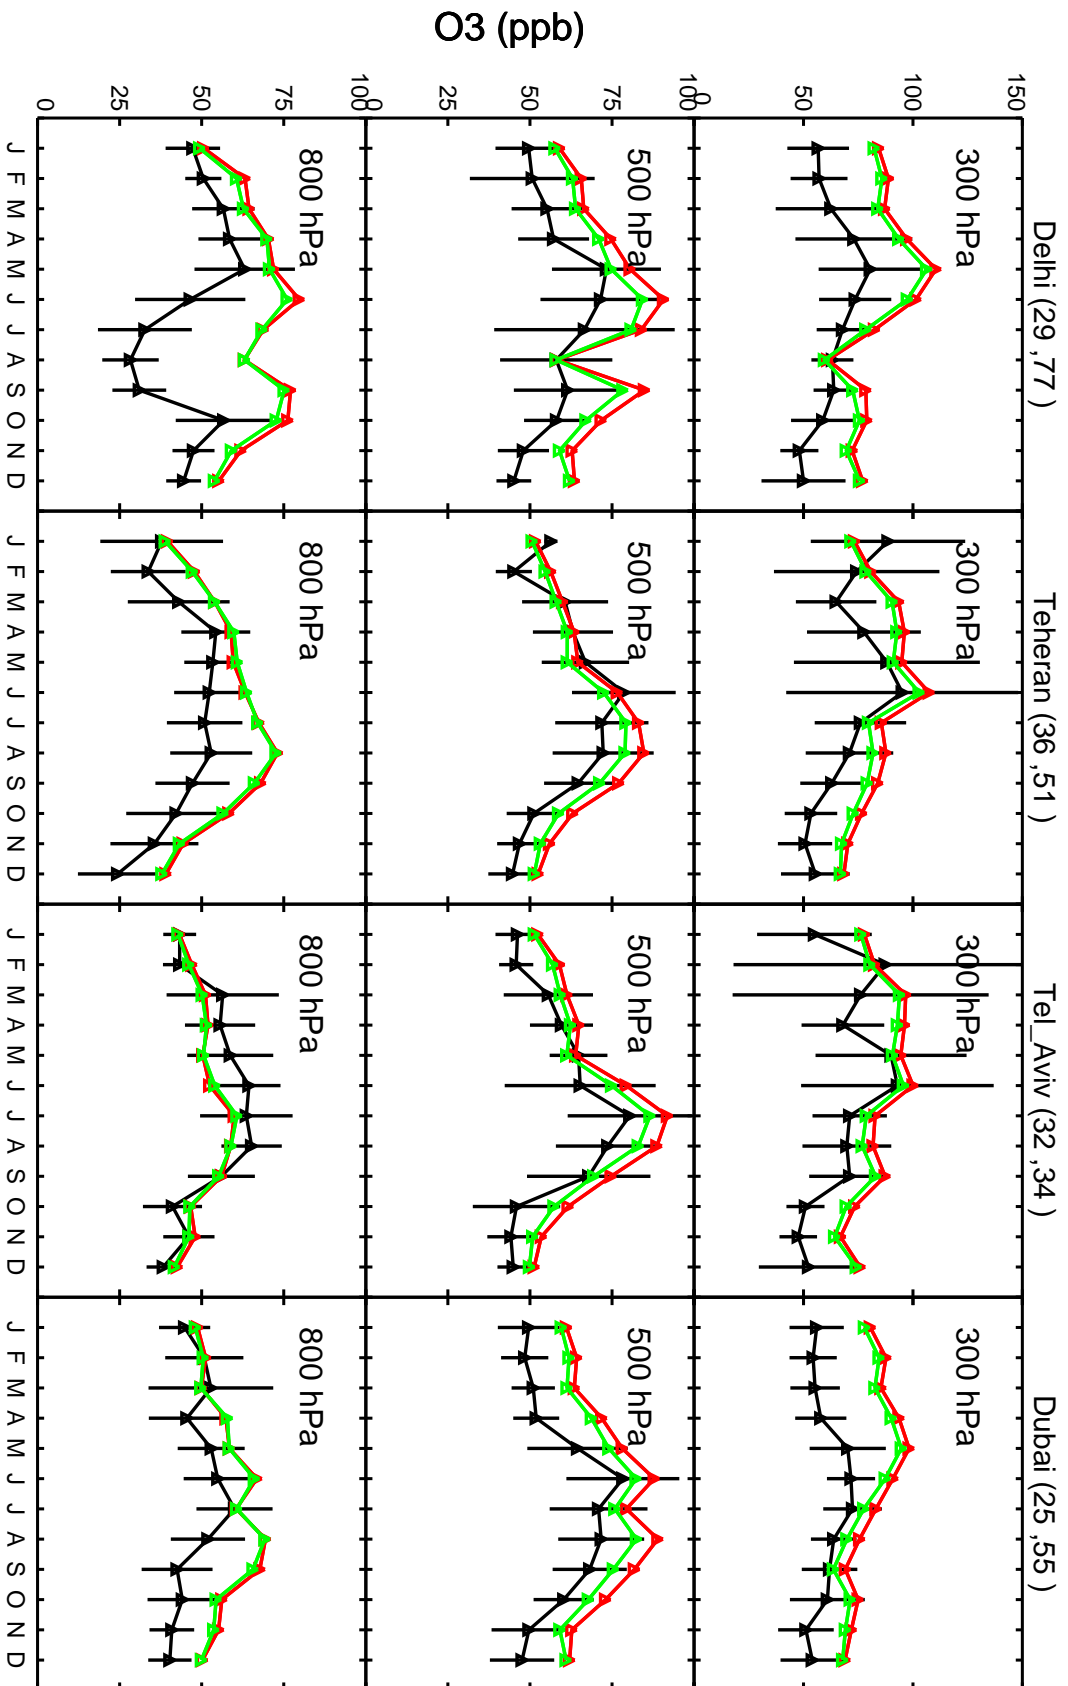 Delhi (29 ,77 ) Teheran (36 ,51 ) Tel_Aviv (32 ,34 ) Dubai (25 ,55 )
150
300 hPa 300 hPa 300 hPa 300 hPa
100
50
0
O3 (ppb)
100
500 hPa 500 hPa 500 hPa 500 hPa
75
50
25
0
100
800 hPa 800 hPa 800 hPa 800 hPa
75
50
25
0
J F M A M J J A S O N D J F M A M J J A S O N D J F M A M J J A S O N D J F M A M J J A S O N D